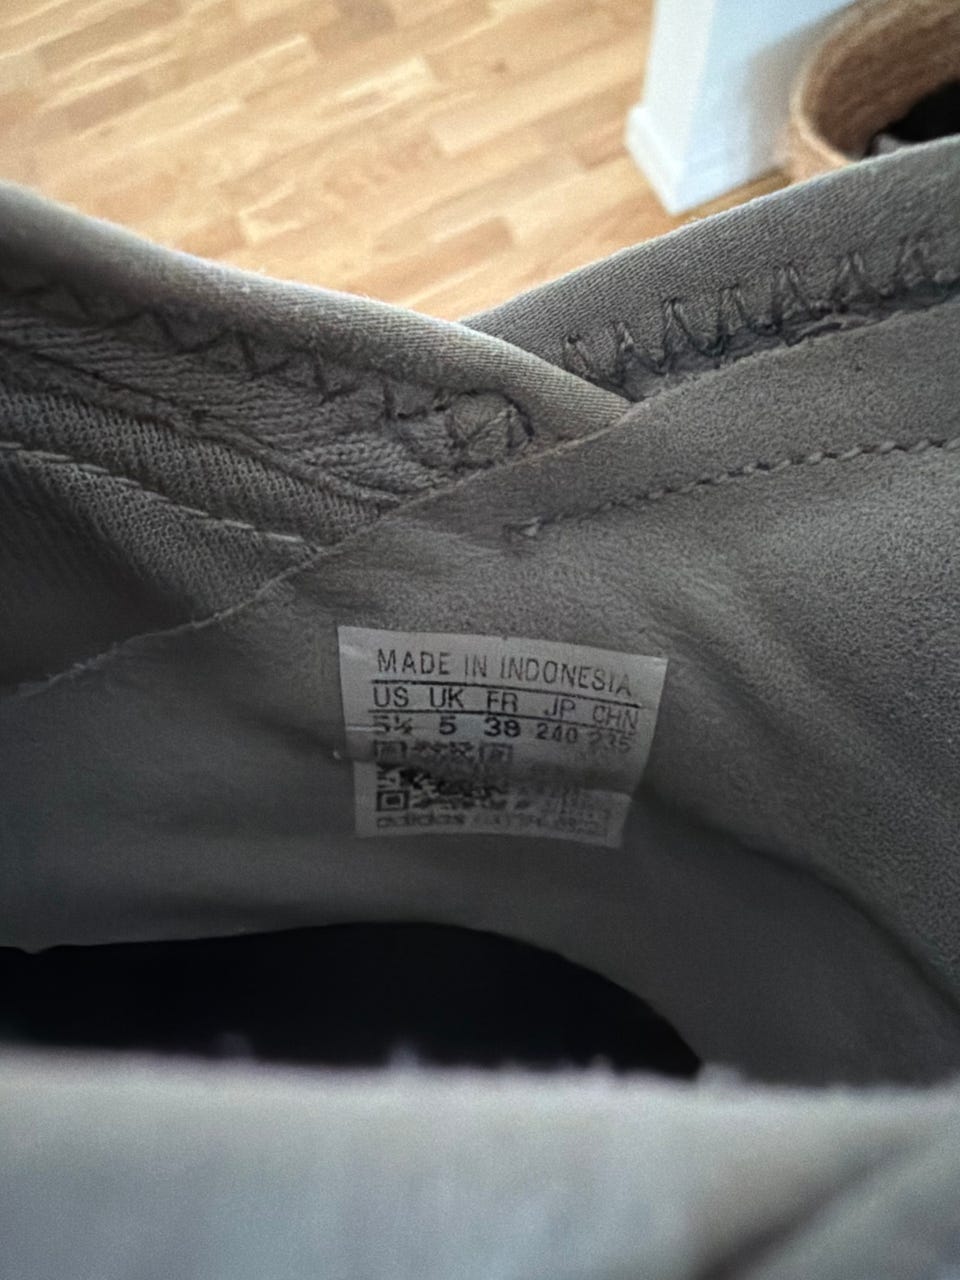 MADE IN INDONESIA
US UK FR JP CHN
5½ 5 38 240 235
adidas